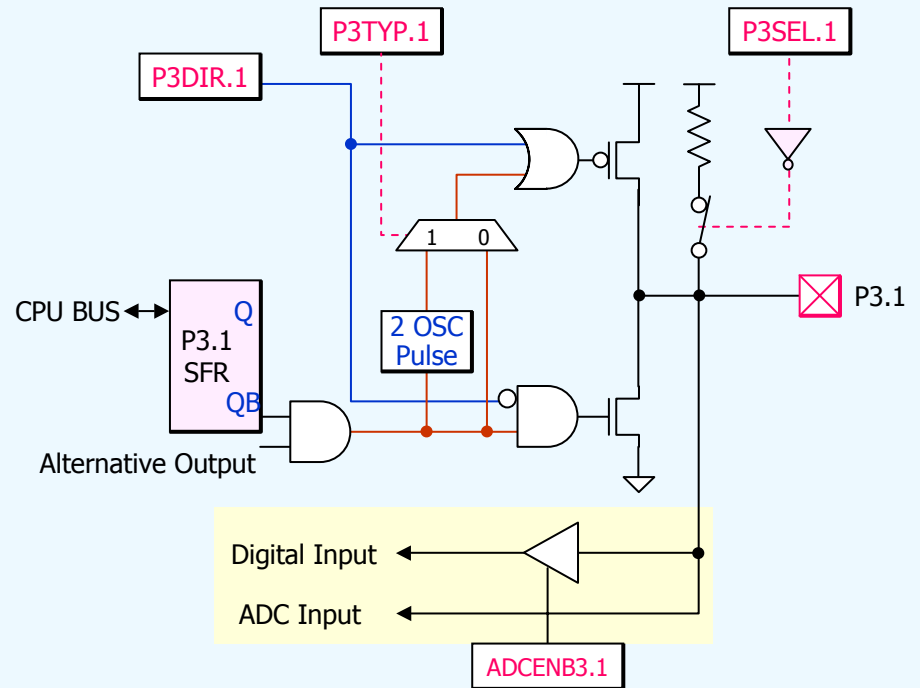 P3TYP.1
P3SEL.1
P3DIR.1
1 0
CPU BUS
Q
P3.1
SFR
QB
2 OSC
Pulse
P3.1
Alternative Output
Digital Input
ADC Input
ADCENB3.1